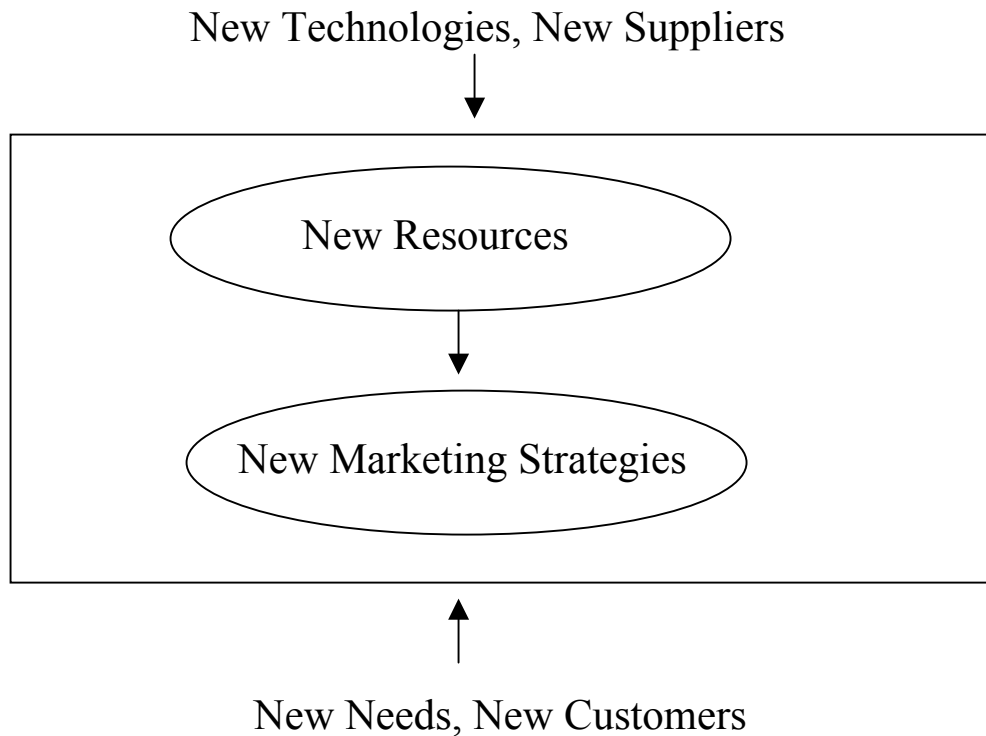 New Technologies, New Suppliers
New Resources
New Marketing Strategies
New Needs, New Customers